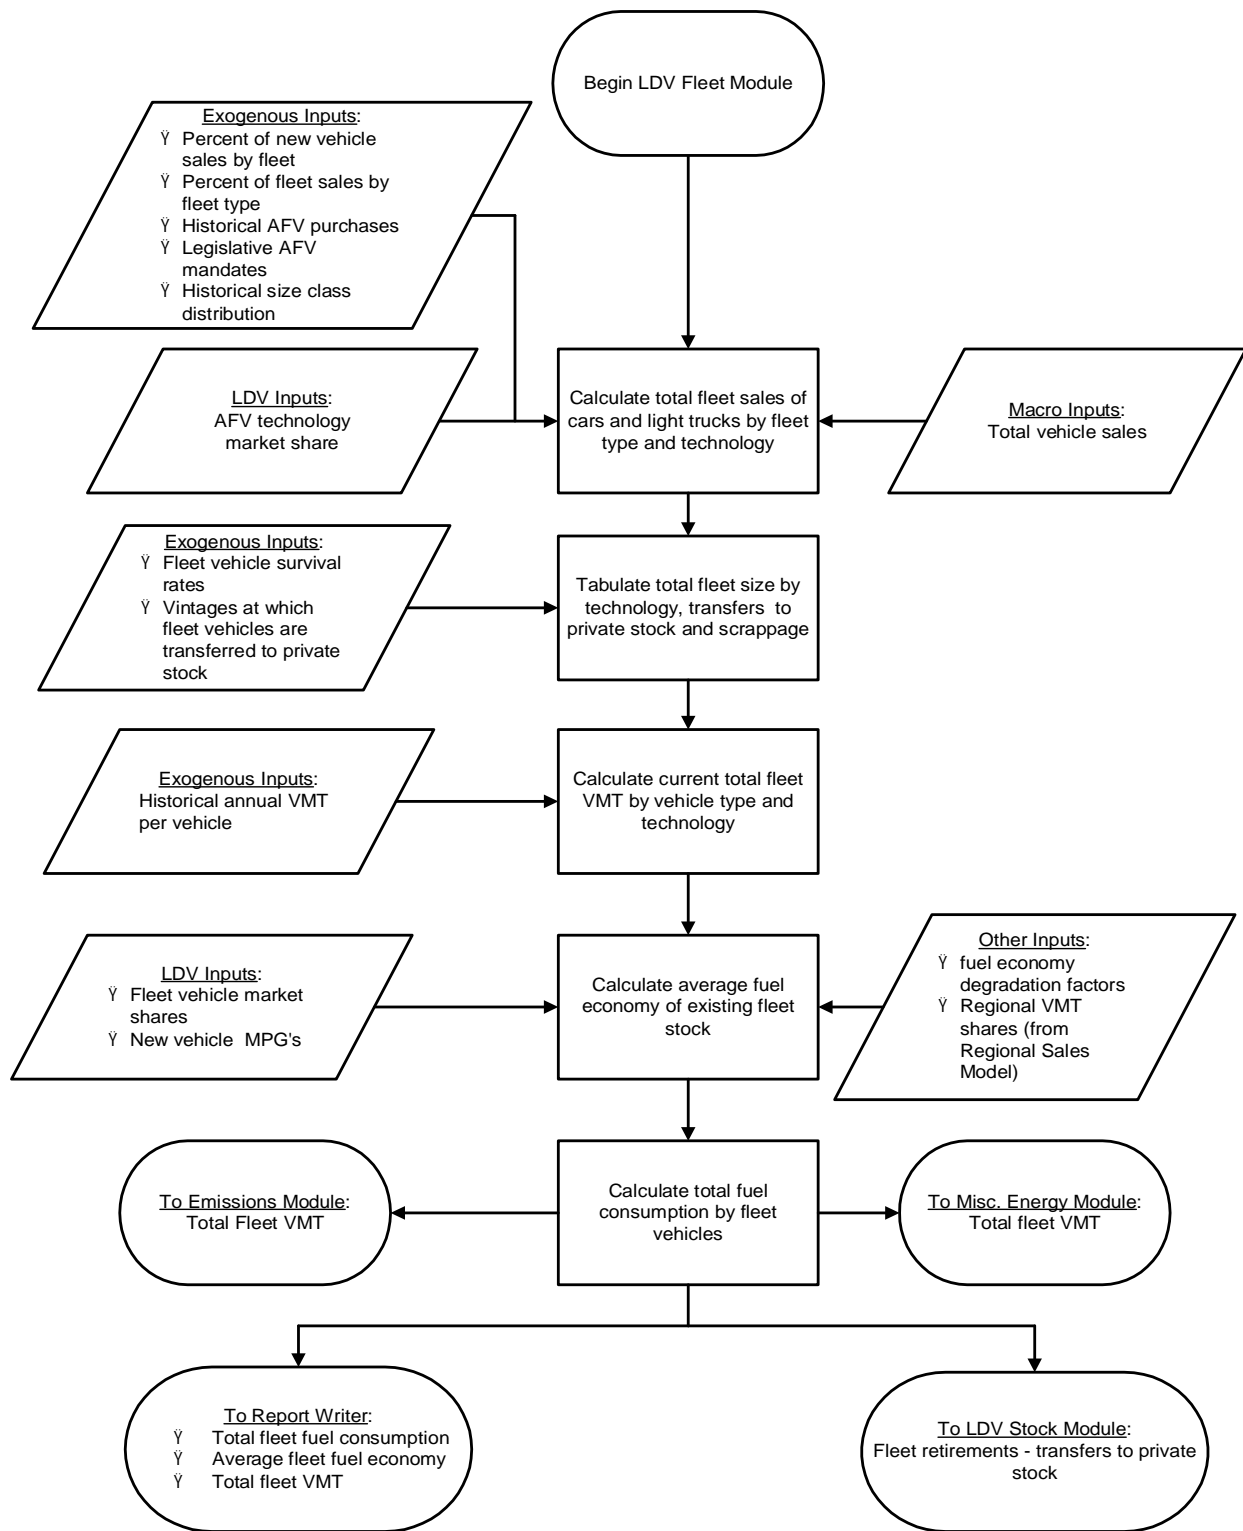 Begin LDV Fleet Module
Exogenous Inputs:
Ÿ Percent of new vehicle
sales by fleet
Ÿ Percent of fleet sales by
fleet type
Ÿ Historical AFV purchases
Ÿ Legislative AFV
mandates
Ÿ Historical size class
distribution
LDV Inputs:
AFV technology
market share
Calculate total fleet sales of
cars and light trucks by fleet
type and technology
Macro Inputs:
Total vehicle sales
Exogenous Inputs:
Ÿ Fleet vehicle survival
rates
Ÿ Vintages at which
fleet vehicles are
transferred to private
stock
Tabulate total fleet size by
technology, transfers to
private stock and scrappage
Exogenous Inputs:
Historical annual VMT
per vehicle
Calculate current total fleet
VMT by vehicle type and
technology
LDV Inputs:
Ÿ Fleet vehicle market
shares
Ÿ New vehicle MPG's
Calculate average fuel
economy of existing fleet
stock
Other Inputs:
Ÿ fuel economy
degradation factors
Ÿ Regional VMT
shares (from
Regional Sales
Model)
To Emissions Module:
Total Fleet VMT
Calculate total fuel
consumption by fleet
vehicles
To Misc. Energy Module:
Total fleet VMT
To Report Writer:
Ÿ Total fleet fuel consumption
Ÿ Average fleet fuel economy
Ÿ Total fleet VMT
To LDV Stock Module:
Fleet retirements - transfers to private
stock